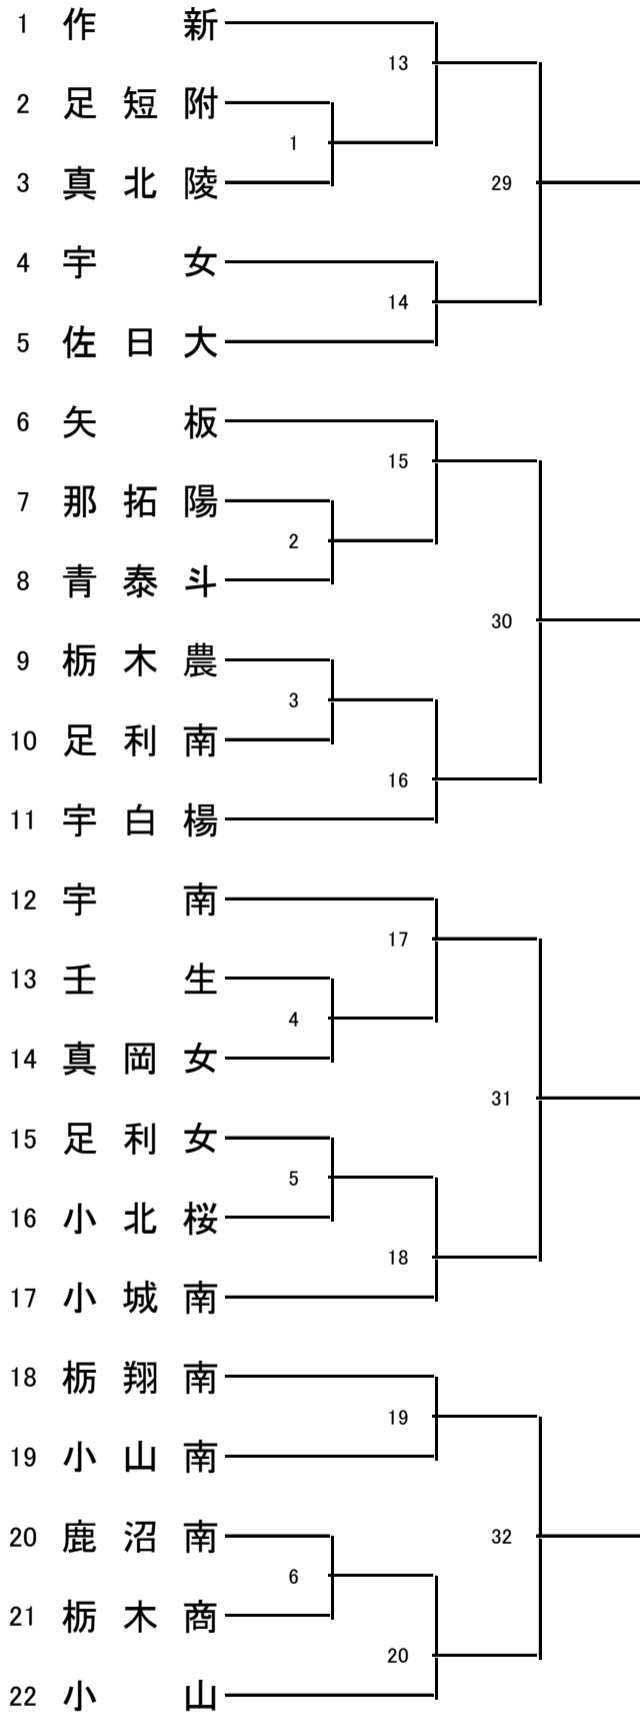 1 作新
13
2 足短附
1
3 真北陵
29
4 宇女
14
5 佐日大
6 矢板
15
7 那拓陽
2
8 青泰斗
30
9 栃木農
3
10 足利南
16
11 宇白楊
12 宇南
17
13 壬生
4
14 真岡女
31
15 足利女
5
16 小北桜
18
17 小城南
18 栃翔南
19
19 小山南
20 鹿沼南
32
6
21 栃木商
20
22 小山